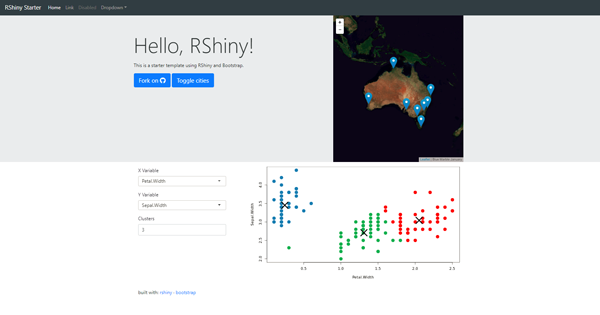 RShiny Starter Home Link Disabled Dropdown
+
−
Hello, RShiny!
This is a starter template using RShiny and Bootstrap.
Fork on Toggle cities
Leaflet
X Variable
Petal.Width
Y Variable
Sepal.Width
Clusters
3
4.0
3.5
3.0
2.5
2.0
Sepal.Width
0.5 1.0 1.5 2.0 2.5
Petal.Width
built with: rshiny - bootstrap